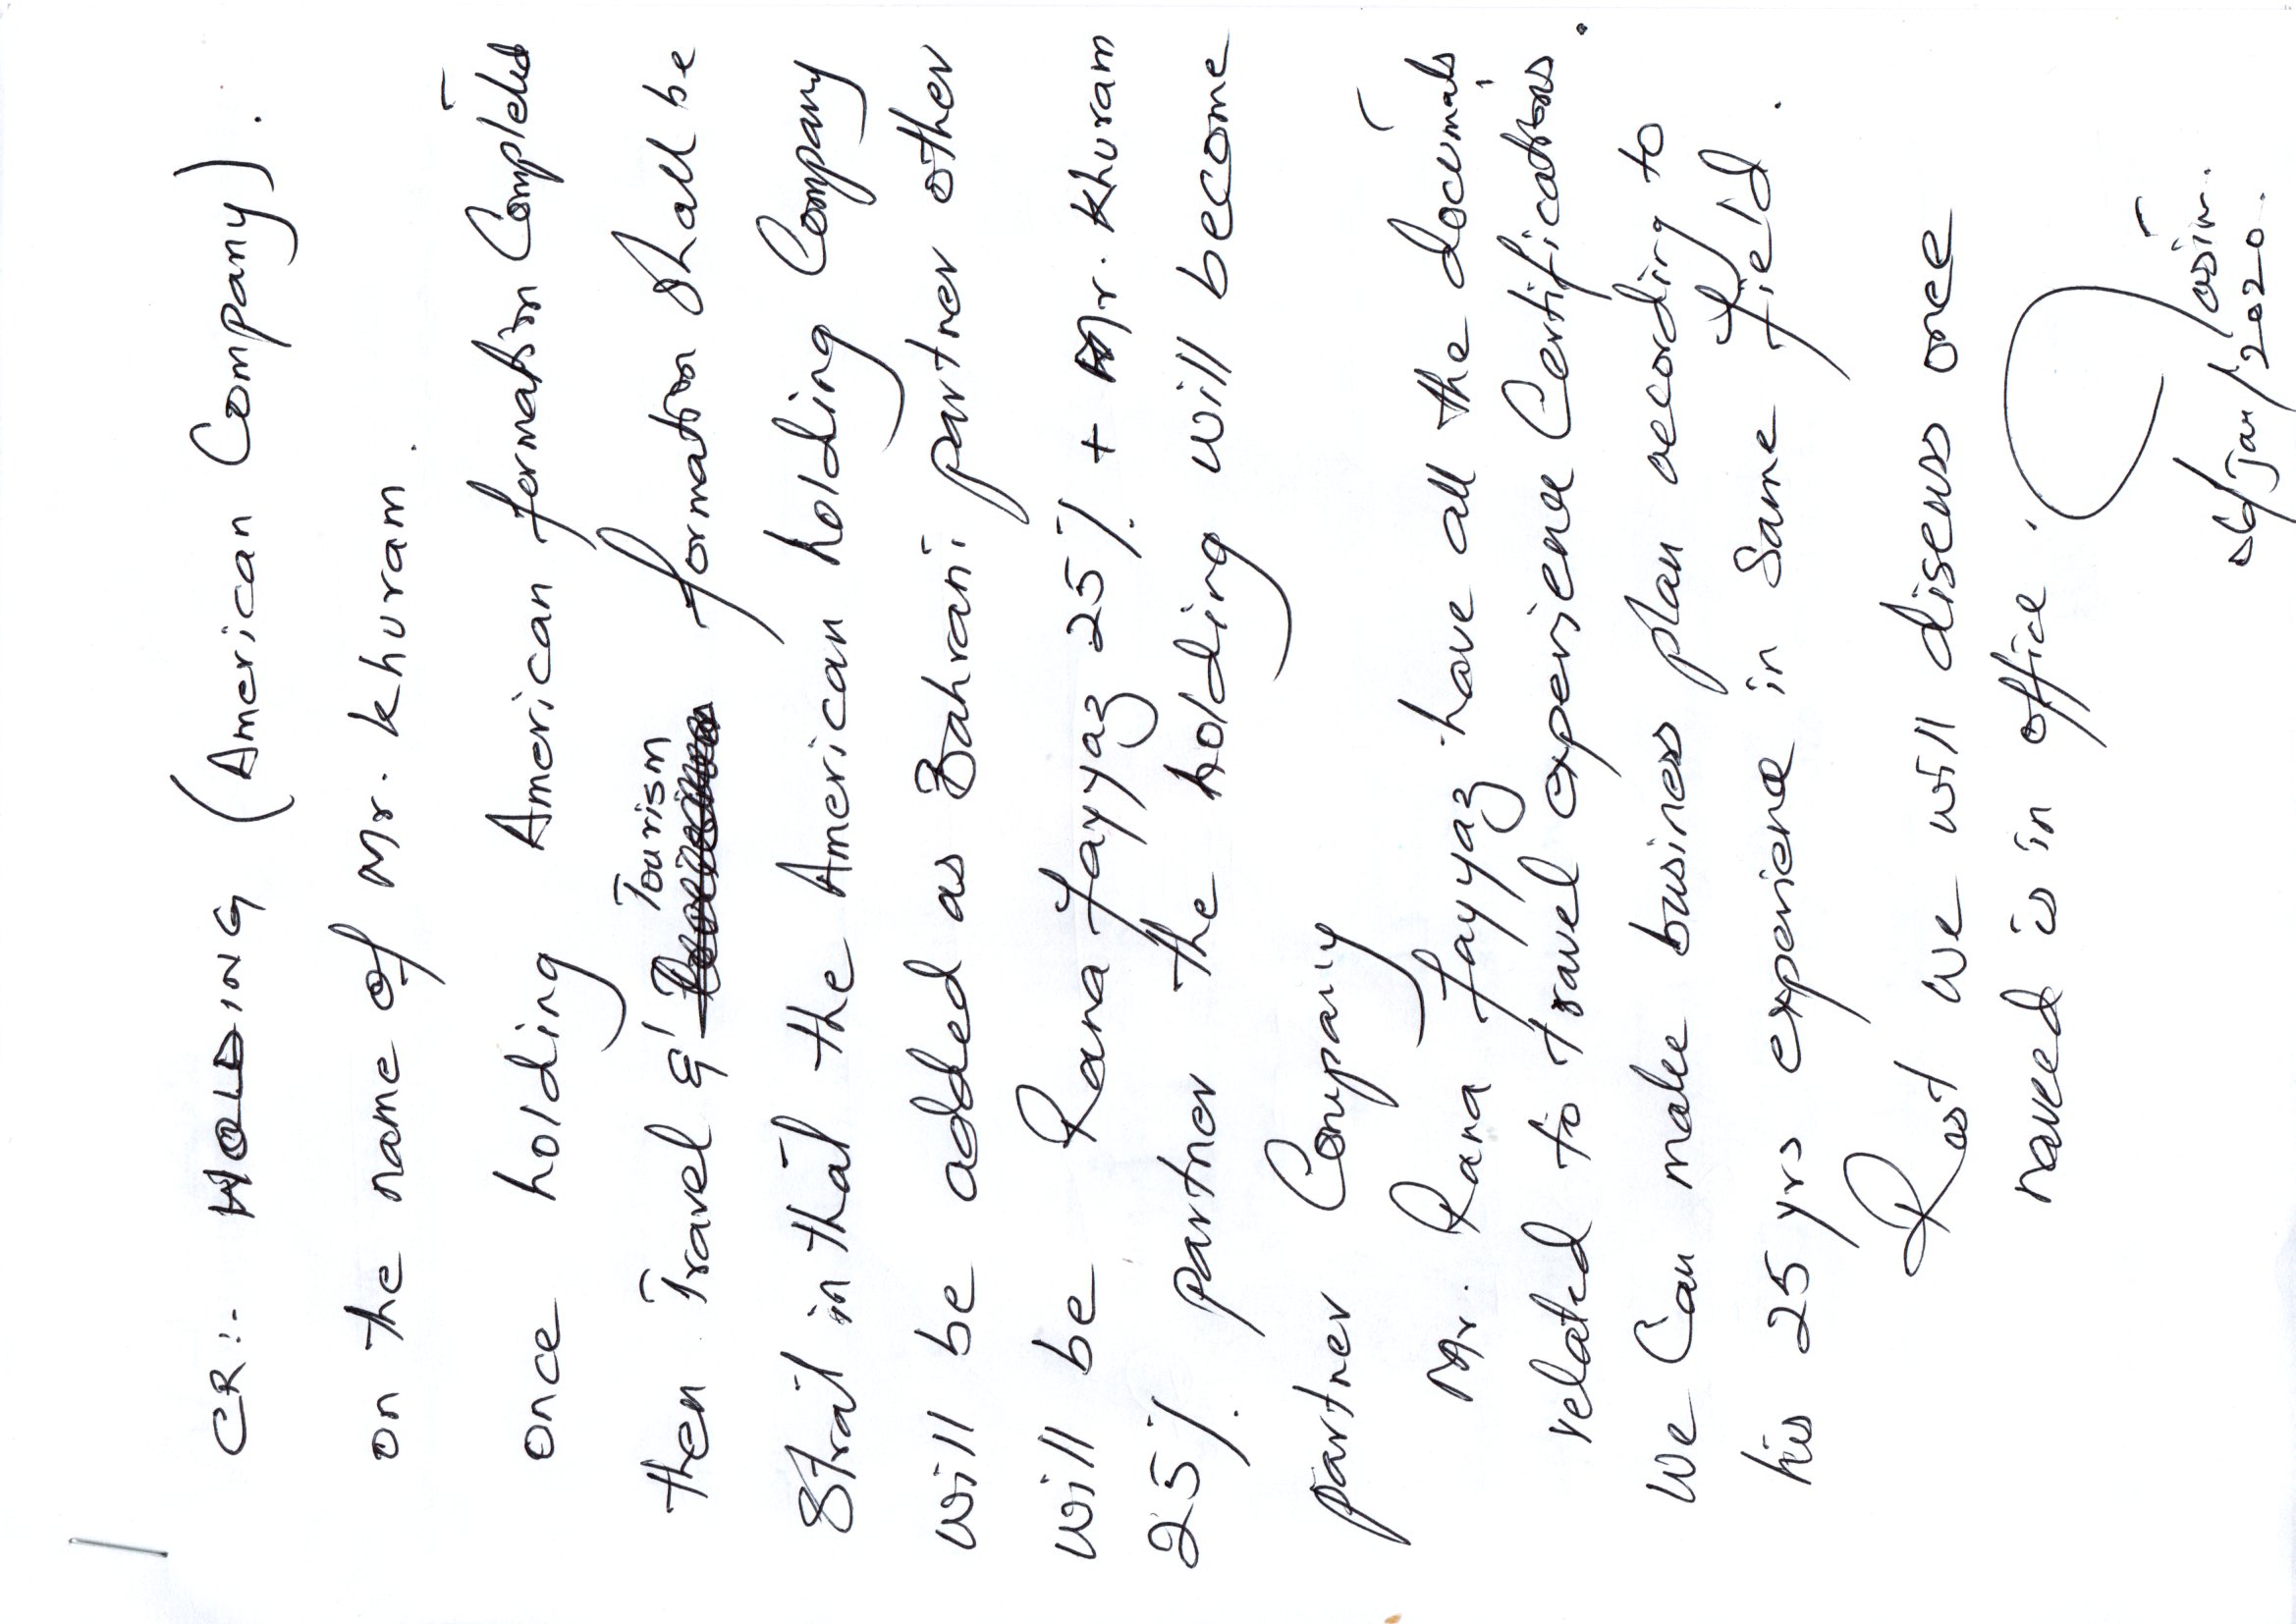 CR:- HOLDING (American Company).
on the name of Mr. Khuram.
once holding American formation Completed
then Travel & Tourism formation shall be
Strat in that the American holding Company
will be added as Bahrani partner other
will be Rana Fayyaz 25% + Mr. Khuram
25% partner the holding will become
partner Company
Mr. Rana Fayyaz have all the documents
related to travel experience Certifications.
We Can make business plan according to
his 25 yrs experience in Same field.
Rest we will discuss once
naved is in office.
Tasim.
26/Jan/2020.